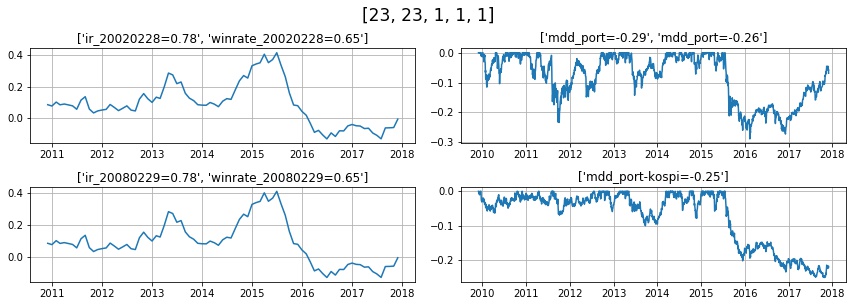 [23, 23, 1, 1, 1]
['ir_20020228=0.78', 'winrate_20020228=0.65']
0.4
0.2
0.0
2011 2012 2013 2014 2015 2016 2017 2018
['mdd_port=-0.29', 'mdd_port=-0.26']
0.0
−0.1
−0.2
−0.3
2010 2011 2012 2013 2014 2015 2016 2017 2018
['ir_20080229=0.78', 'winrate_20080229=0.65']
0.4
0.2
0.0
2011 2012 2013 2014 2015 2016 2017 2018
['mdd_port-kospi=-0.25']
0.0
−0.1
−0.2
2010 2011 2012 2013 2014 2015 2016 2017 2018